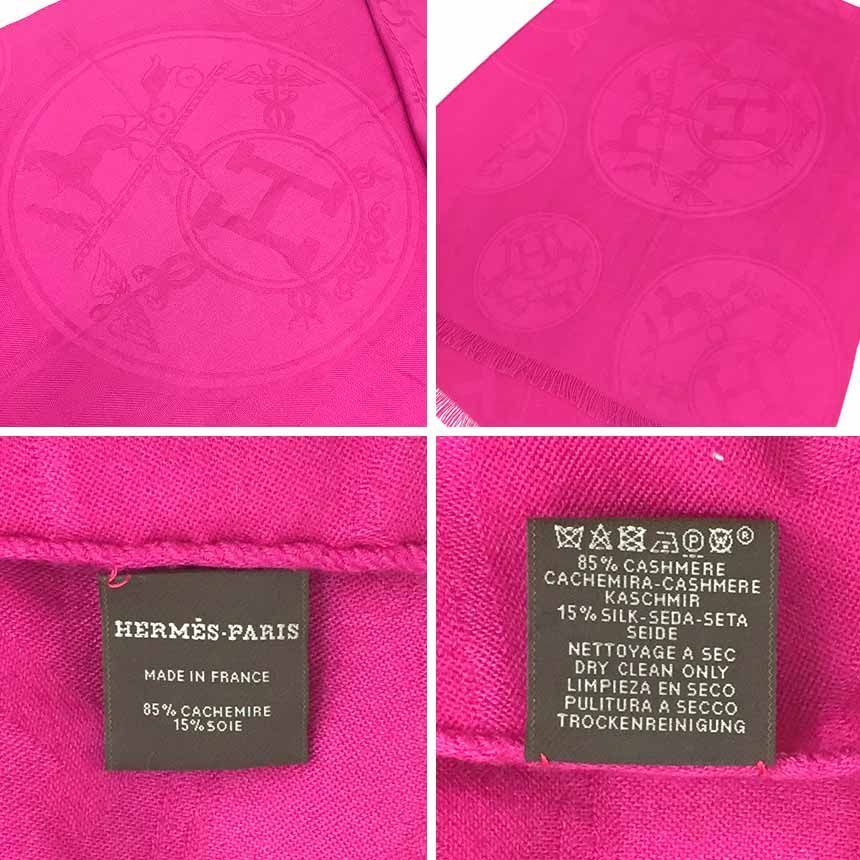 H
H
H
H
HERMÈS-PARIS
MADE IN FRANCE
85% CACHEMIRE
15% SOIE
P W ®
85% CASHMERE
CACHEMIRA-CASHMERE
KASCHMIR
15% SILK-SEDA-SETA
SEIDE
NETTOYAGE A SEC
DRY CLEAN ONLY
LIMPIEZA EN SECO
PULITURA A SECCO
TROCKENREINIGUNG